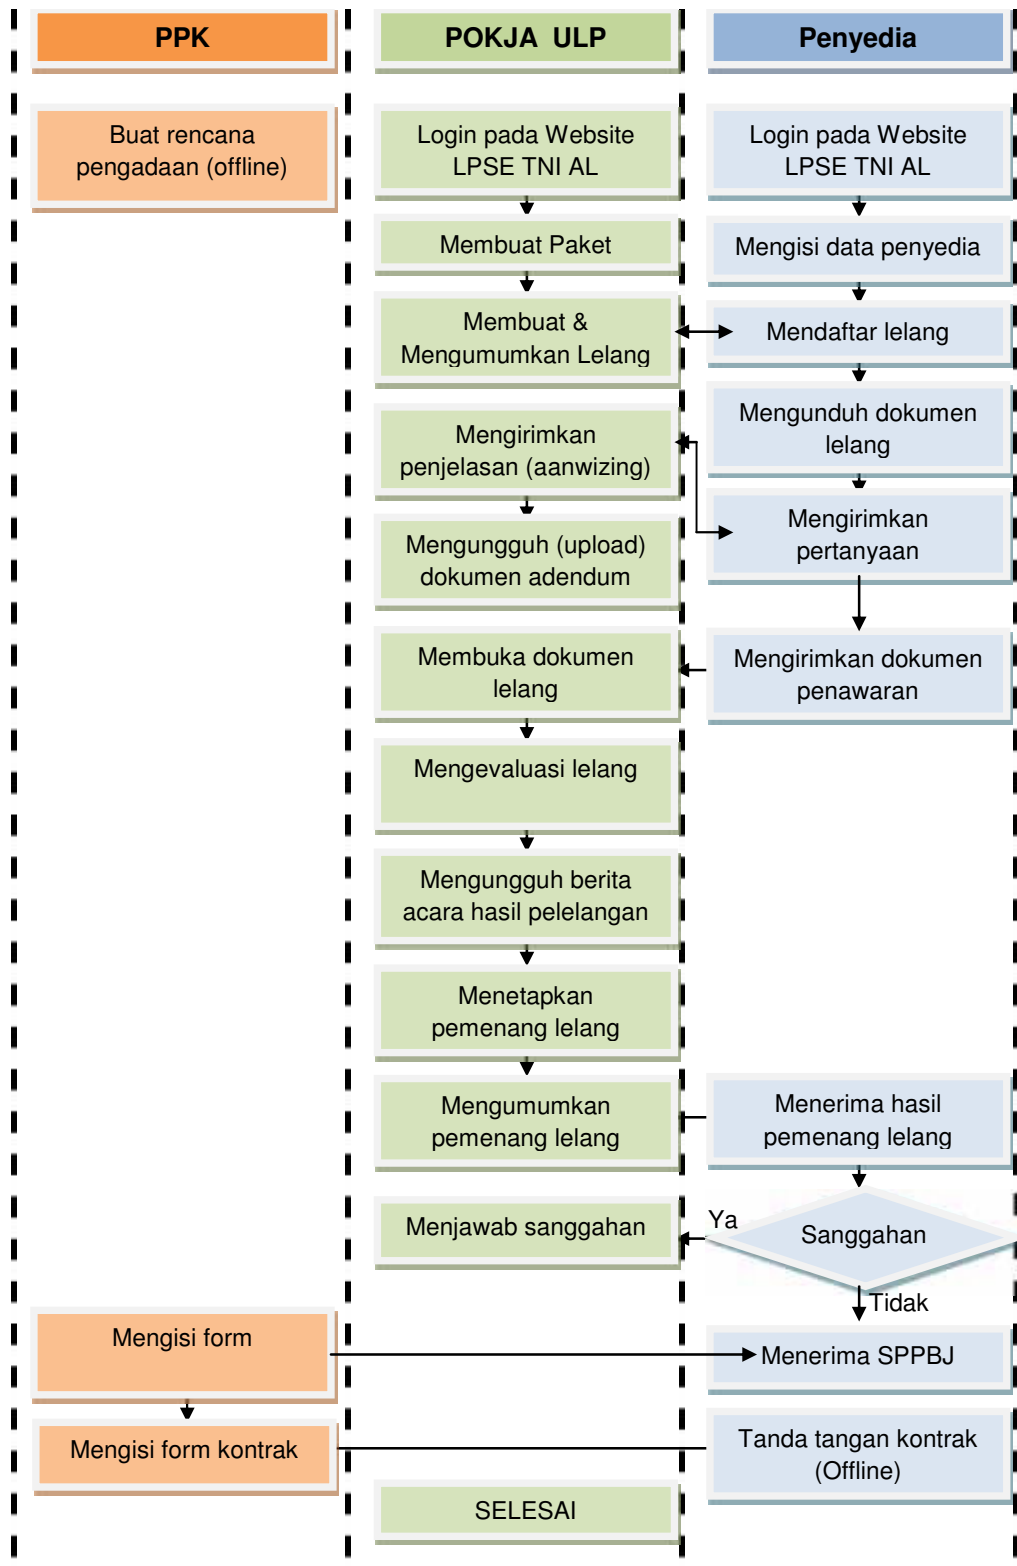 PPK
POKJA ULP
Penyedia
Buat rencana
pengadaan (offline)
Login pada Website
LPSE TNI AL
Login pada Website
LPSE TNI AL
Membuat Paket
Mengisi data penyedia
Membuat &
Mengumumkan Lelang
Mendaftar lelang
Mengunduh dokumen
lelang
Mengirimkan
penjelasan (aanwizing)
Mengirimkan
pertanyaan
Mengungguh (upload)
dokumen adendum
Membuka dokumen
lelang
Mengirimkan dokumen
penawaran
Mengevaluasi lelang
Mengungguh berita
acara hasil pelelangan
Menetapkan
pemenang lelang
Mengumumkan
pemenang lelang
Menerima hasil
pemenang lelang
Menjawab sanggahan
Ya
Sanggahan
Tidak
Mengisi form
Menerima SPPBJ
Mengisi form kontrak
Tanda tangan kontrak
(Offline)
SELESAI